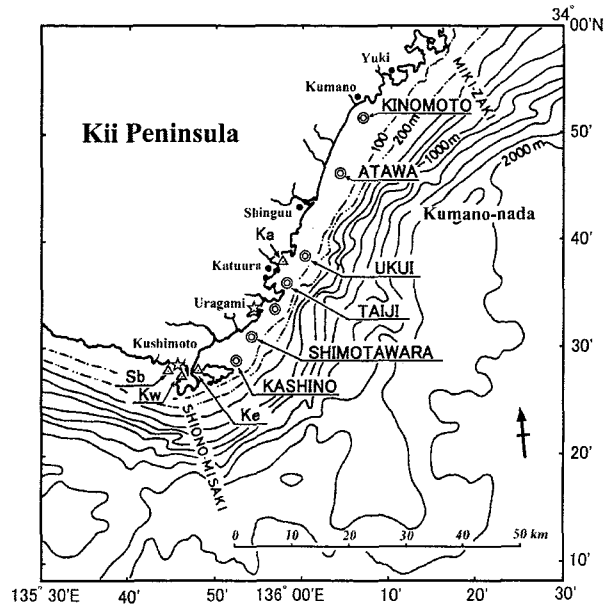 34°
00'N
Yuki
Kumano
MIKI-ZAKI
KINOMOTO
100
200m
1000m
2000m
50'
Kii Peninsula
ATAWA
Shinguu
Kumano-nada
Ka
40'
Katuura
UKUI
Uragami
TAIJI
Kushimoto
SHIMOTAWARA
30'
Sb
KASHINO
Kw
Ke
SHIONO-MISAKI
20'
0 10 20 30 40 50 km
10'
135° 30'E 40' 50' 136° 00'E 10' 20' 30'